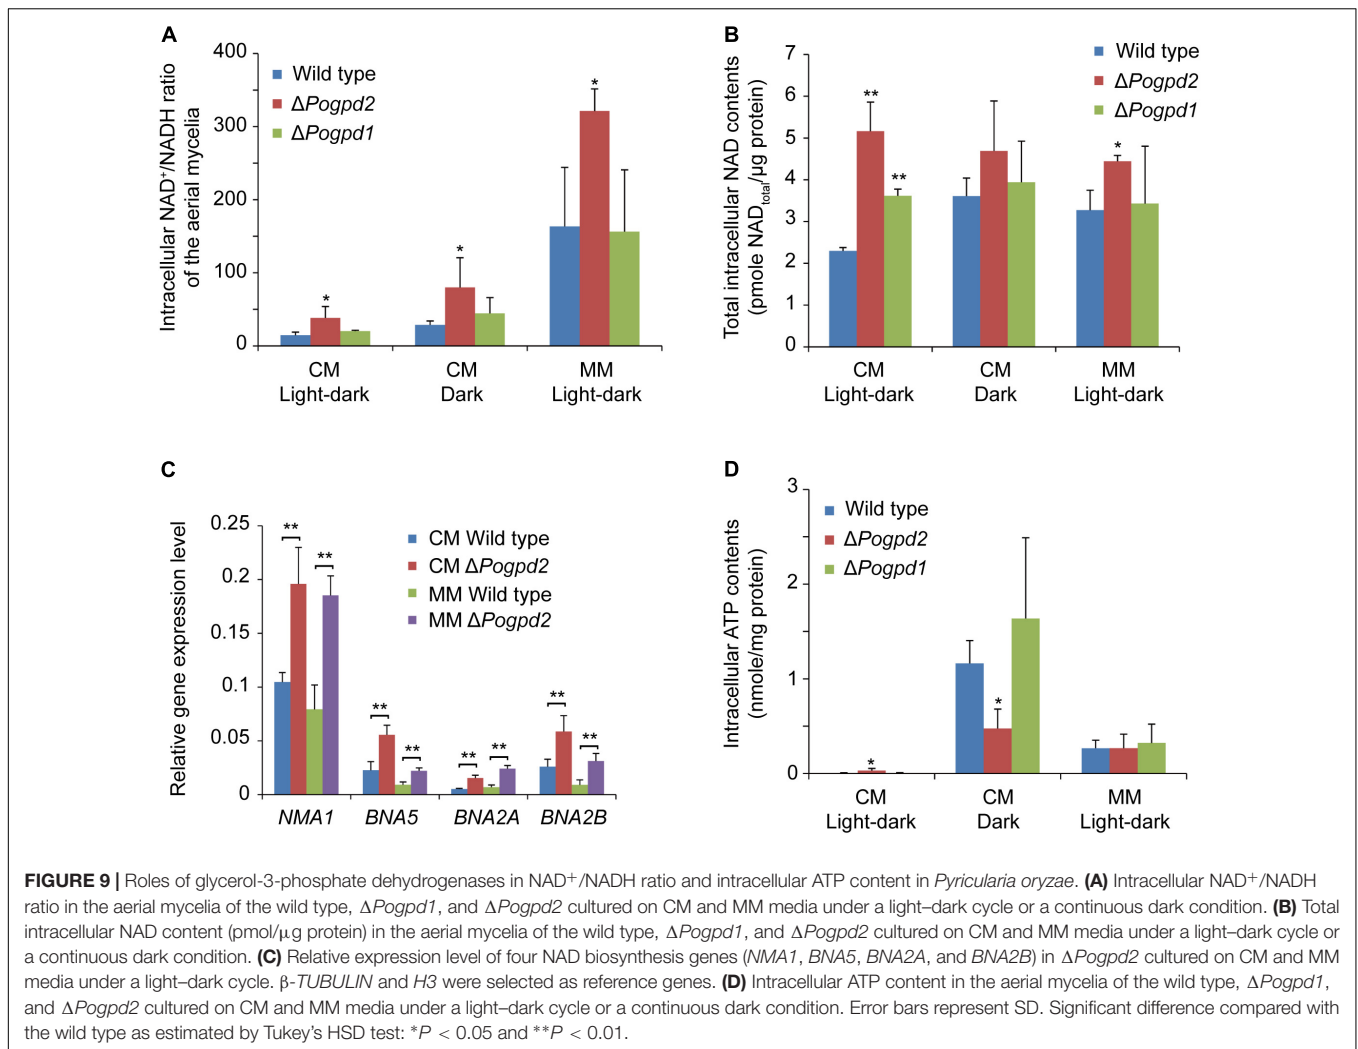 A
Intracellular NAD⁺/NADH ratio
of the aerial mycelia
400
300
200
100
0
Wild type
ΔPogpd2
ΔPogpd1
*
*
*
CM
Light-dark
CM
Dark
MM
Light-dark
B
Total intracellular NAD contents
(pmole NADtotal/µg protein)
7
6
5
4
3
2
1
0
Wild type
ΔPogpd2
ΔPogpd1
**
**
*
CM
Light-dark
CM
Dark
MM
Light-dark
C
Relative gene expression level
0.25
0.2
0.15
0.1
0.05
0
CM Wild type
CM ΔPogpd2
MM Wild type
MM ΔPogpd2
**
**
**
**
**
**
**
**
NMA1
BNA5
BNA2A
BNA2B
D
Intracellular ATP contents
(nmole/mg protein)
3
2
1
0
Wild type
ΔPogpd2
ΔPogpd1
*
*
CM
Light-dark
CM
Dark
MM
Light-dark
FIGURE 9 | Roles of glycerol-3-phosphate dehydrogenases in NAD+/NADH ratio and intracellular ATP content in Pyricularia oryzae. (A) Intracellular NAD+/NADH
ratio in the aerial mycelia of the wild type, ΔPogpd1, and ΔPogpd2 cultured on CM and MM media under a light–dark cycle or a continuous dark condition. (B) Total
intracellular NAD content (pmol/μg protein) in the aerial mycelia of the wild type, ΔPogpd1, and ΔPogpd2 cultured on CM and MM media under a light–dark cycle or
a continuous dark condition. (C) Relative expression level of four NAD biosynthesis genes (NMA1, BNA5, BNA2A, and BNA2B) in ΔPogpd2 cultured on CM and MM
media under a light–dark cycle. β-TUBULIN and H3 were selected as reference genes. (D) Intracellular ATP content in the aerial mycelia of the wild type, ΔPogpd1,
and ΔPogpd2 cultured on CM and MM media under a light–dark cycle or a continuous dark condition. Error bars represent SD. Significant difference compared with
the wild type as estimated by Tukey's HSD test: *P < 0.05 and **P < 0.01.